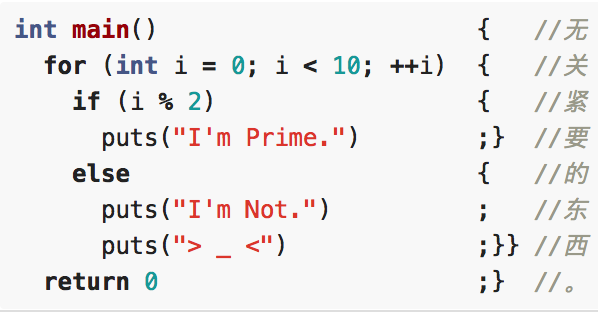 int main()                      {   //无
  for (int i = 0; i < 10; ++i)  {   //关
    if (i % 2)                  {   //紧
      puts("I'm Prime.")        ;}  //要
    else                        {   //的
      puts("I'm Not.")          ;   //东
      puts("> _ <")             ;}} //西
  return 0                      ;}  //。